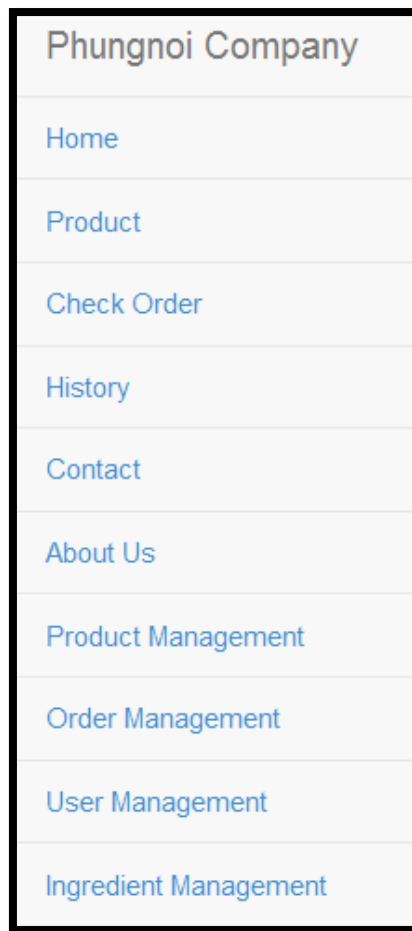 Phungnoi Company
Home
Product
Check Order
History
Contact
About Us
Product Management
Order Management
User Management
Ingredient Management